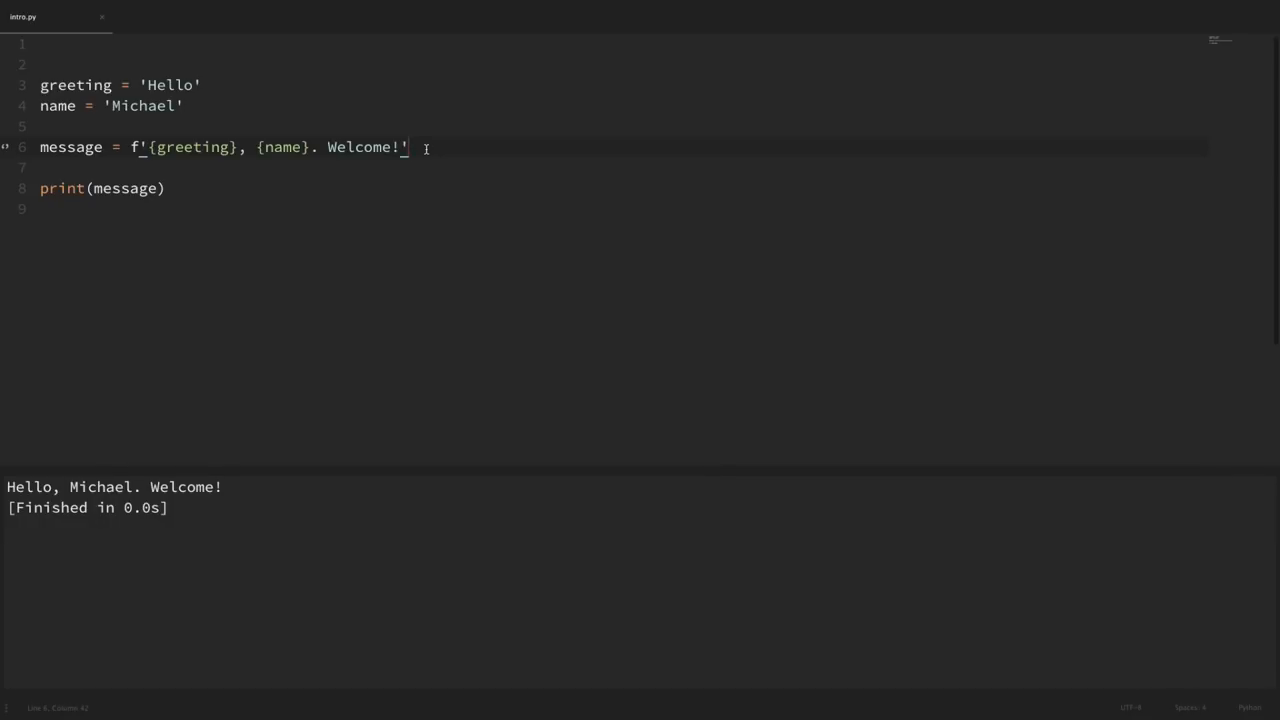 intro.py ×
1
2
3 greeting = 'Hello'
4 name = 'Michael'
5
6 message = f'{greeting}, {name}. Welcome!'
7
8 print(message)
9
Hello, Michael. Welcome!
[Finished in 0.0s]
Line 6, Column 42 UTF-8 Spaces: 4 Python